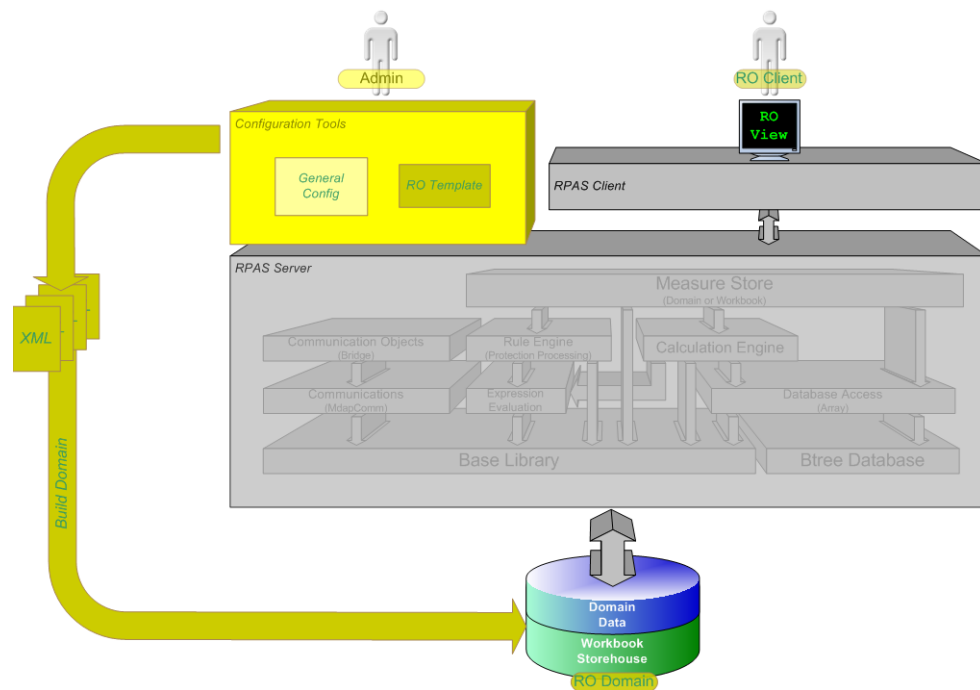 Admin
RO Client
RO
View
Configuration Tools
General
Config
RO Template
RPAS Client
RPAS Server
Measure Store
(Domain or Workbook)
Communication Objects
(Bridge)
Rule Engine
(Protection Processing)
Calculation Engine
Communications
(MdapComm)
Expression
Evaluation
Database Access
(Array)
Base Library
Btree Database
XML
Build Domain
Domain
Data
Workbook
Storehouse
RO Domain